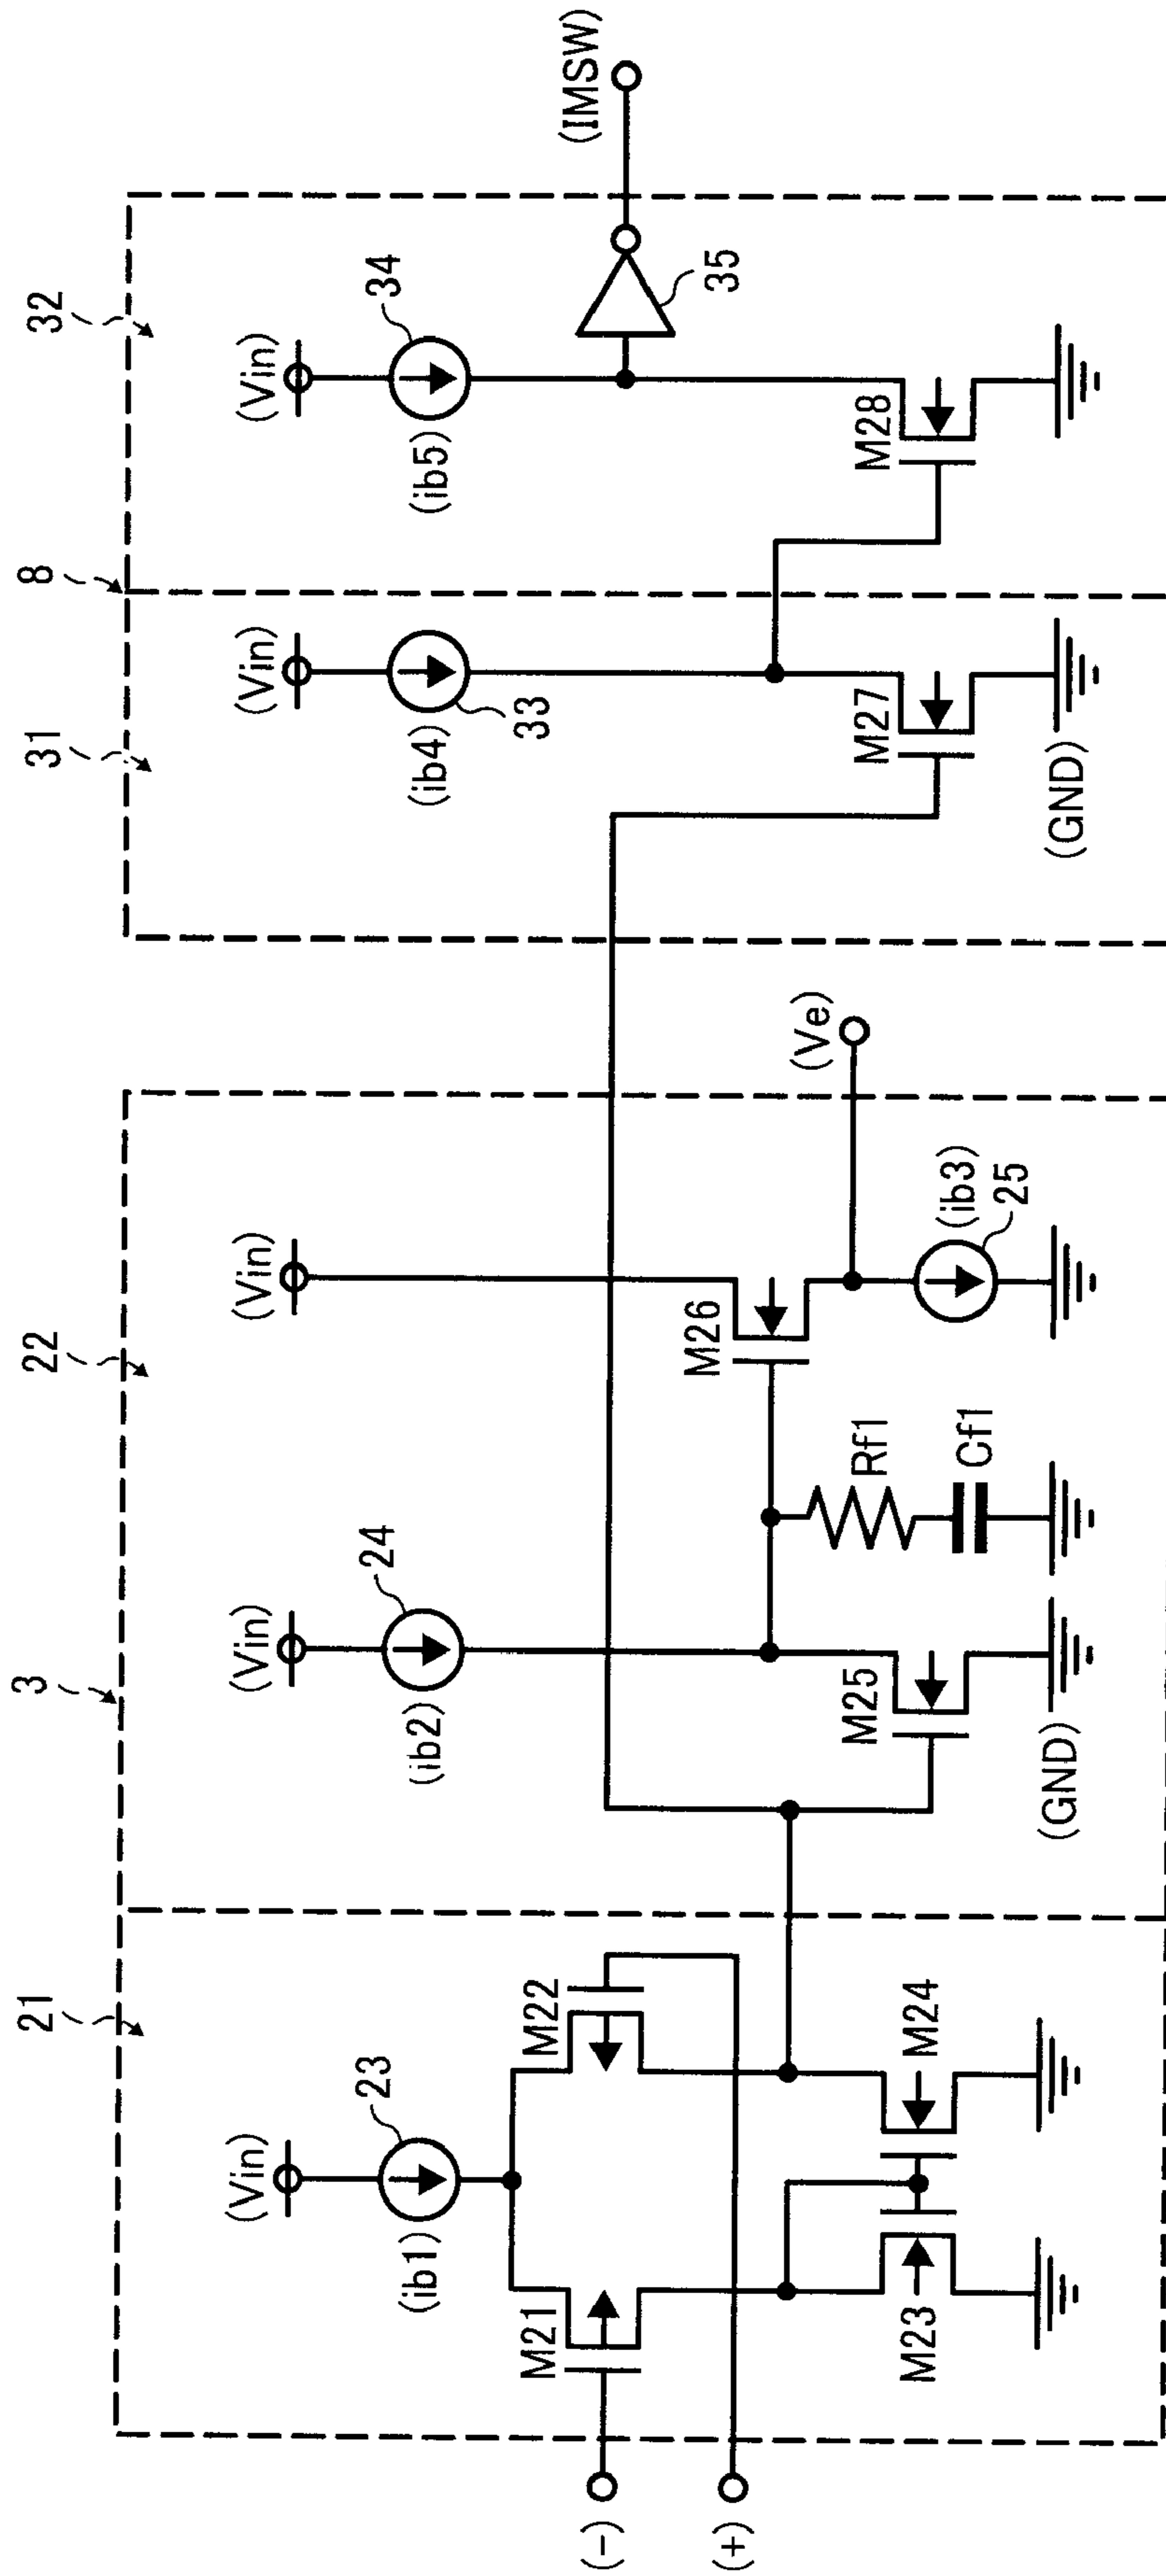 3
8
21
22
31
32
(Vin)
23
(ib1)
M21
M22
M23
M24
(-)
(+)
(Vin)
24
(ib2)
M25
(GND)
Rf1
Cf1
(Vin)
M26
(ib3)
25
(Ve)
(Vin)
(ib4)
33
M27
(GND)
(Vin)
34
(ib5)
M28
35
(IMSW)